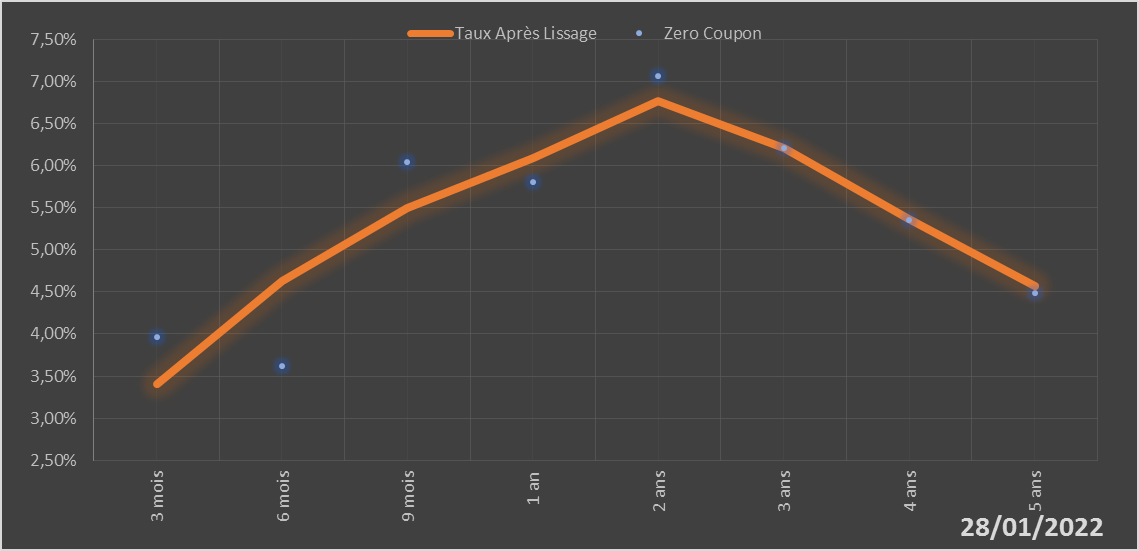 Taux Après Lissage Zero Coupon
7,50%
7,00%
6,50%
6,00%
5,50%
5,00%
4,50%
4,00%
3,50%
3,00%
2,50%
3 mois
6 mois
9 mois
1 an
2 ans
3 ans
4 ans
5 ans
28/01/2022